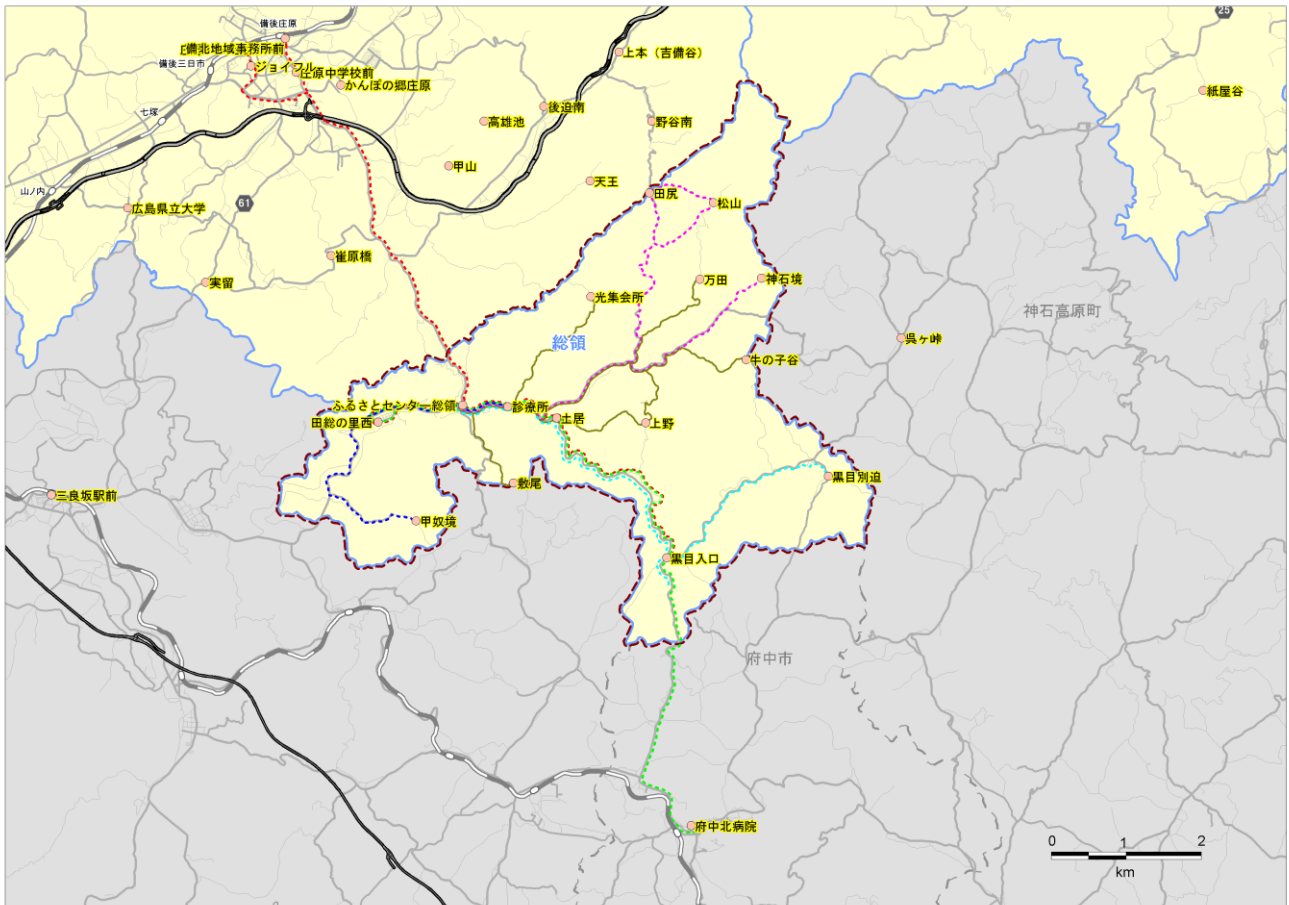 25
備後庄原
備北地域事務所前
備後三日市
ジョイフル
庄原中学校前
かんぽの郷庄原
上本（吉備谷）
紙屋谷
七塚
高雄池
後迫南
野谷南
甲山
天王
山ノ内
61
広島県立大学
田尻
松山
崔原橋
実留
光集会所
万田
神石境
神石高原町
総領
呉ヶ峠
牛の子谷
ふるさとセンター総領
診療所
田総の里西
土居
上野
敷尾
黒目別迫
三良坂駅前
甲奴境
黒目入口
府中市
府中北病院
0 1 2
km